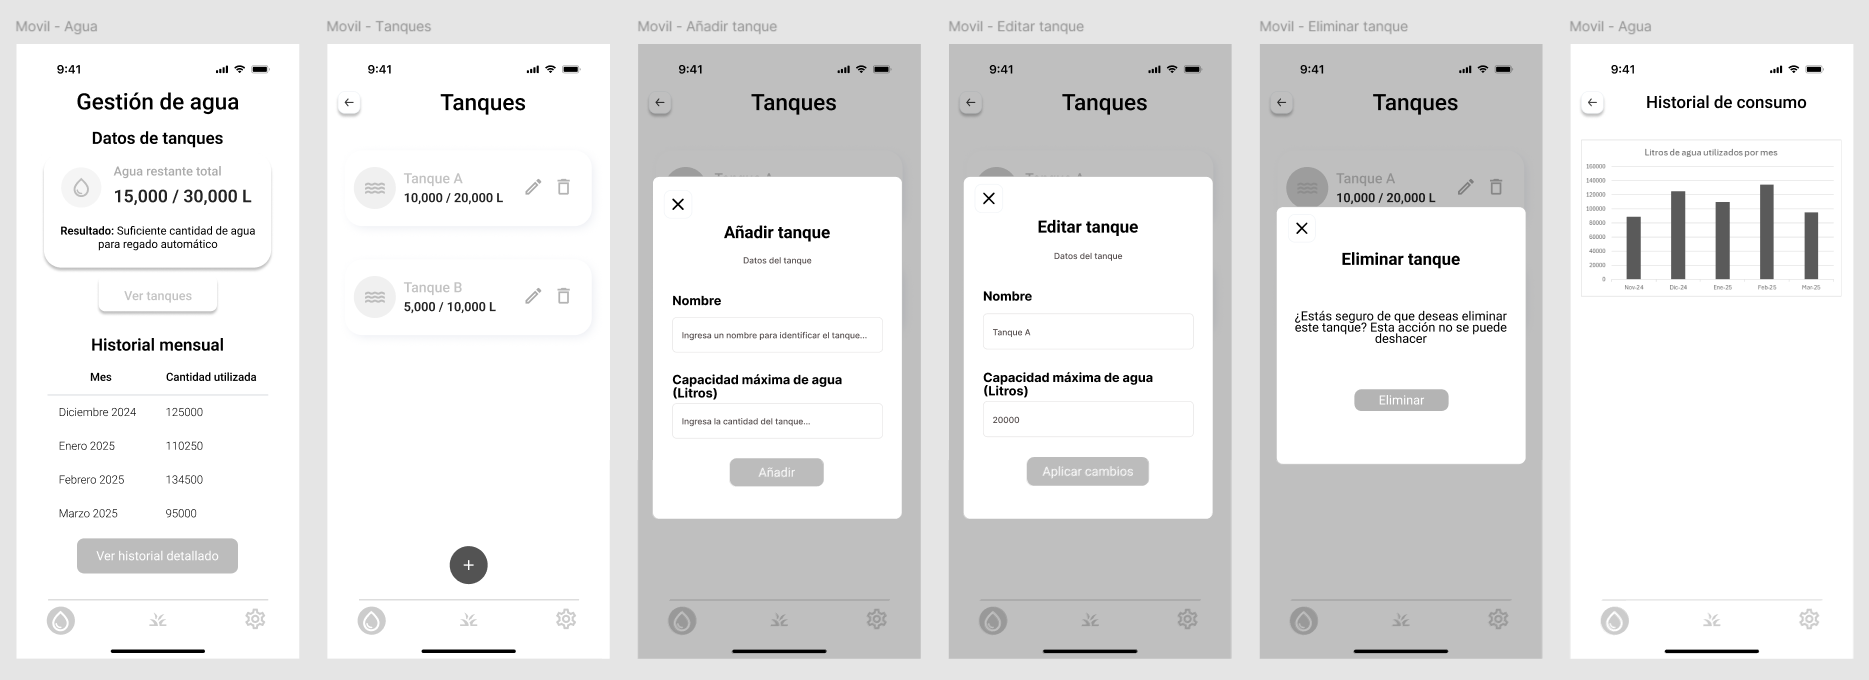 Movil - Agua
9:41
Gestión de agua
Datos de tanques
Agua restante total
15,000 / 30,000 L
Resultado: Suficiente cantidad de agua
para regado automático
Ver tanques
Historial mensual
Mes Cantidad utilizada
Diciembre 2024 125000
Enero 2025 110250
Febrero 2025 134500
Marzo 2025 95000
Ver historial detallado
Movil - Tanques
9:41
Tanques
Tanque A
10,000 / 20,000 L
Tanque B
5,000 / 10,000 L
Movil - Añadir tanque
9:41
Tanques
Añadir tanque
Datos del tanque
Nombre
Ingresa un nombre para identificar el tanque...
Capacidad máxima de agua
(Litros)
Ingresa la cantidad del tanque...
Añadir
Movil - Editar tanque
9:41
Tanques
Editar tanque
Datos del tanque
Nombre
Tanque A
Capacidad máxima de agua
(Litros)
20000
Aplicar cambios
Movil - Eliminar tanque
9:41
Tanques
Tanque A
10,000 / 20,000 L
Eliminar tanque
¿Estás seguro de que deseas eliminar
este tanque? Esta acción no se puede
deshacer
Eliminar
Movil - Agua
9:41
Historial de consumo
Litros de agua utilizados por mes
160000
140000
120000
100000
80000
60000
40000
20000
0
Nov-24 Dic-24 Ene-25 Feb-25 Mar-25